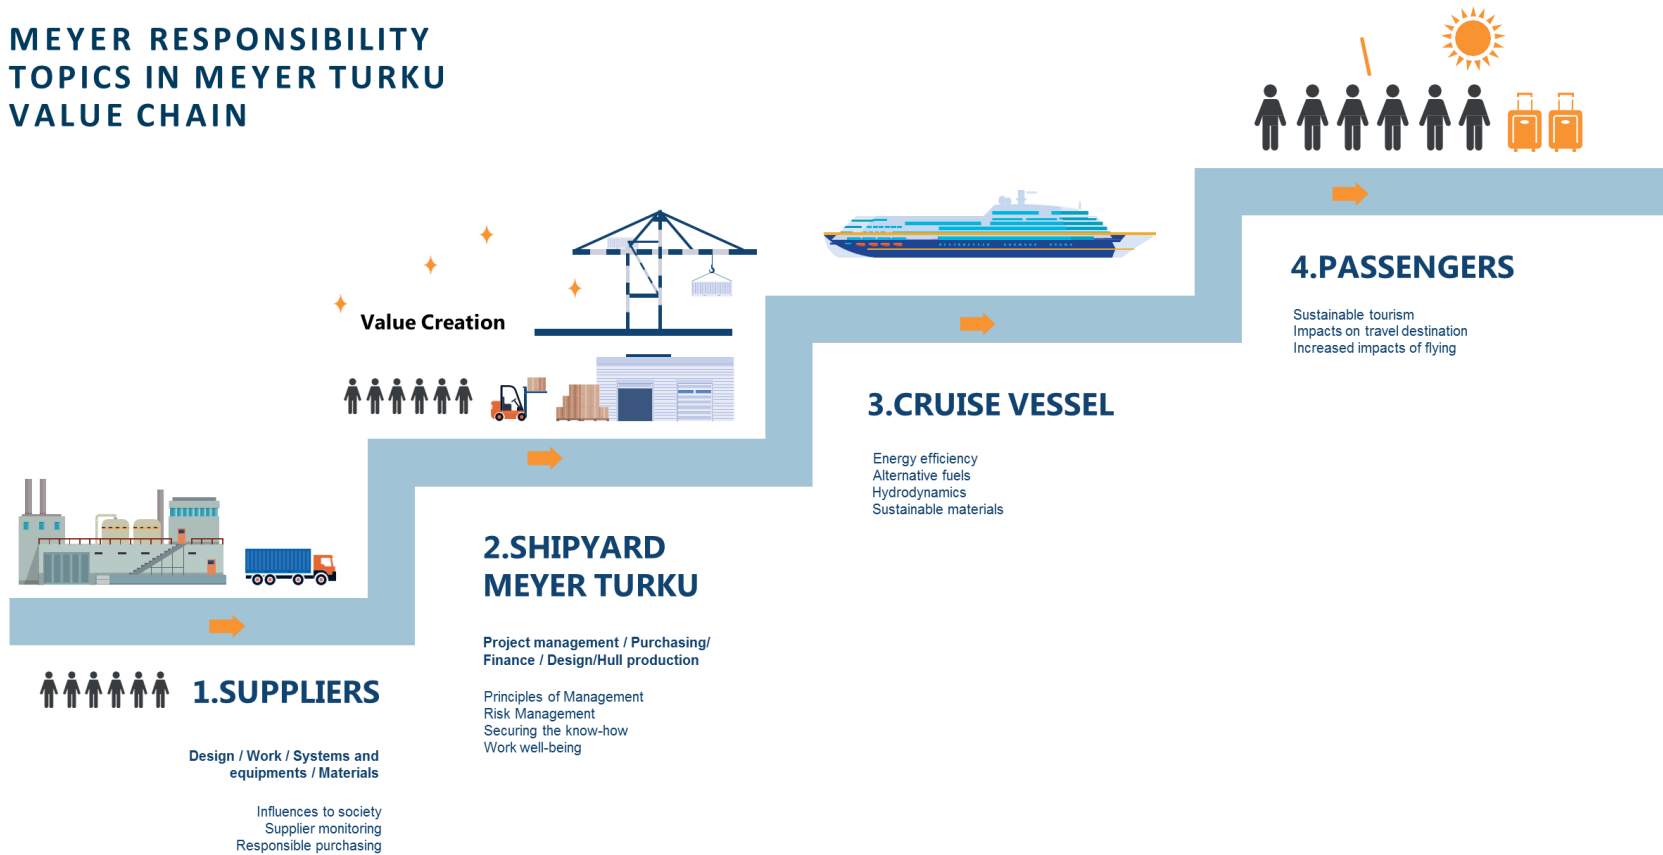 MEYER RESPONSIBILITY
TOPICS IN MEYER TURKU
VALUE CHAIN
Value Creation
1.SUPPLIERS
Design / Work / Systems and
equipments / Materials
Influences to society
Supplier monitoring
Responsible purchasing
2.SHIPYARD
MEYER TURKU
Project management / Purchasing/
Finance / Design/Hull production
Principles of Management
Risk Management
Securing the know-how
Work well-being
3.CRUISE VESSEL
Energy efficiency
Alternative fuels
Hydrodynamics
Sustainable materials
4.PASSENGERS
Sustainable tourism
Impacts on travel destination
Increased impacts of flying